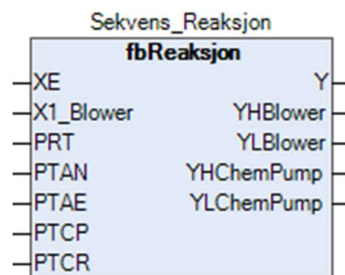 Sekvens_Reaksjon
fbReaksjon
XE Y
X1_Blower YHBlower
PRT YLBlower
PTAN YHChemPump
PTAE YLChemPump
PTCP
PTCR